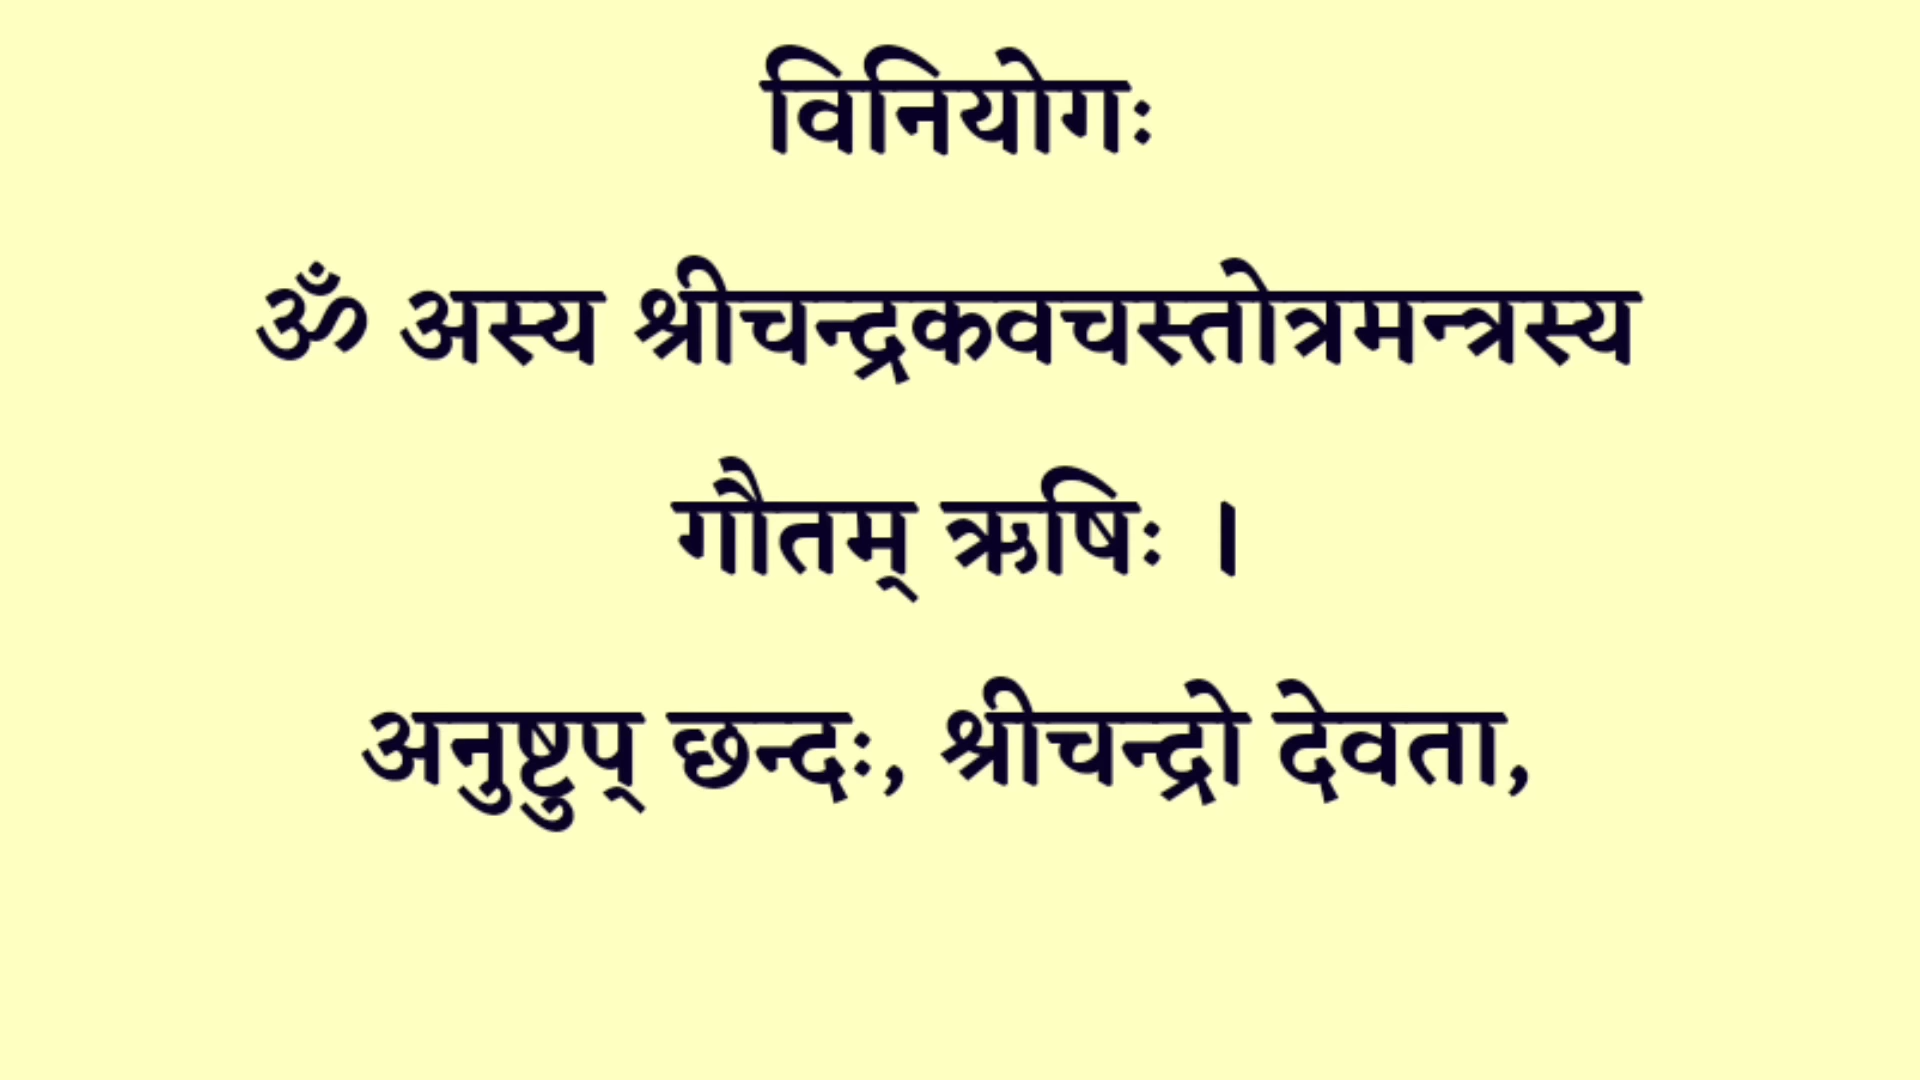 विनियोगः
ॐ अस्य श्रीचन्द्रकवचस्तोत्रमन्त्रस्य
गौतम् ऋषिः ।
अनुष्टुप् छन्दः, श्रीचन्द्रो देवता,